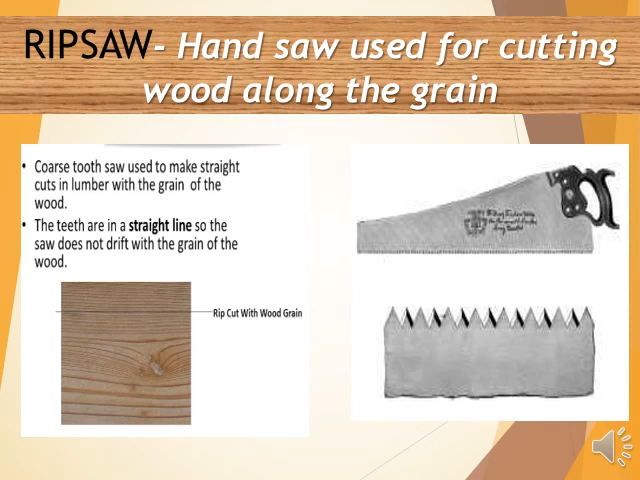 RIPSAW- Hand saw used for cutting
wood along the grain
• Coarse tooth saw used to make straight
cuts in lumber with the grain of the
wood.
• The teeth are in a straight line so the
saw does not drift with the grain of the
wood.
Rip Cut With Wood Grain